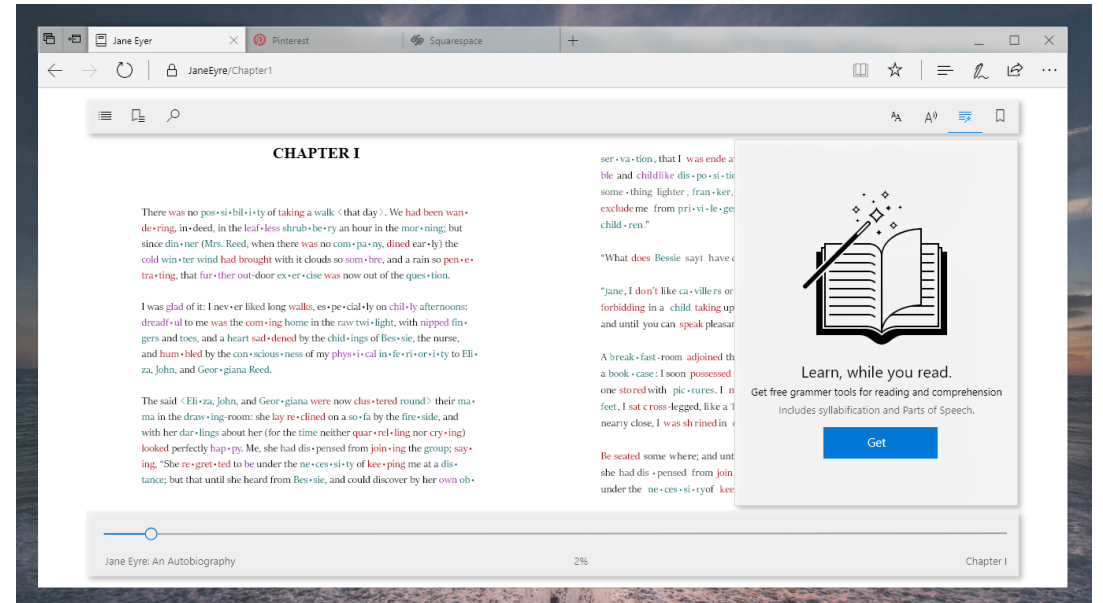 Jane Eyer
Pinterest
Squarespace
JaneEyre/Chapter1
CHAPTER I
There was no pos•si•bil•i•ty of taking a walk <that day>. We had been wan•
de•ring, in•deed, in the leaf•less shrub•be•ry an hour in the mor•ning; but
since din•ner (Mrs. Reed, when there was no com•pa•ny, dined ear•ly) the
cold win•ter wind had brought with it clouds so som•bre, and a rain so pen•e•
tra•ting, that fur•ther out-door ex•er•cise was now out of the ques•tion.
I was glad of it: I nev•er liked long walks, es•pe•cial•ly on chil•ly afternoons:
dreadf•ul to me was the com•ing home in the raw twi•light, with nipped fin•
gers and toes, and a heart sad•dened by the chid•ings of Bes•sie, the nurse,
and hum•bled by the con•scious•ness of my phys•i•cal in•fe•ri•or•i•ty to Eli•
za, John, and Geor•giana Reed.
The said <Eli•za, John, and Geor•giana were now clus•tered round> their ma•
ma in the draw•ing-room: she lay re•clined on a so•fa by the fire•side, and
with her dar•lings about her (for the time neither quar•rel•ling nor cry•ing)
looked perfectly hap•py. Me, she had dis•pensed from join•ing the group; say•
ing, “She re•gret•ted to be under the ne•ces•si•ty of kee•ping me at a dis•
tance; but that until she heard from Bes•sie, and could discover by her own ob•
ser•va•tion, that I was ende a
ble and childlike dis•po•si•ti
some•thing lighter, fran•ker,
exclude me from pri•vi•le•ge
child•ren.”
“What does Bessie say I have
“Jane, I don't like ca•villers or
forbidding in a child taking up
and until you can speak pleasa
A break•fast-room adjoined th
a book•case: I soon possessed
one stored with pic•tures. I
feet, I sat cross-legged, like a
nearly close, I was sh rined in
Be seated some where; and unt
she had dis•pensed from join
under the ne•ces•si•tyof kee
Learn, while you read.
Get free grammer tools for reading and comprehension
Includes syllabification and Parts of Speech.
Get
Jane Eyre: An Autobiography
2%
Chapter I